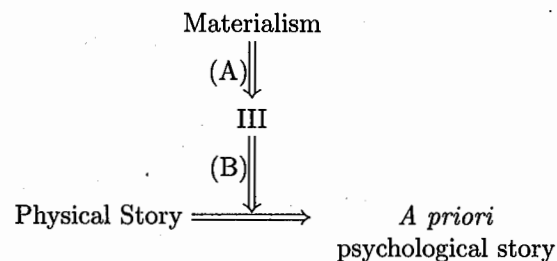 Materialism
(A)
III
(B)
Physical Story
A priori
psychological story